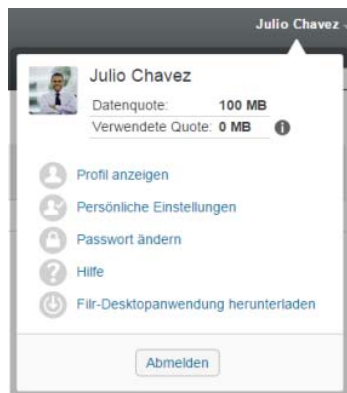 Julio Chavez
Julio Chavez
Datenquote: 100 MB
Verwendete Quote: 0 MB
Profil anzeigen
Persönliche Einstellungen
Passwort ändern
Hilfe
Filr-Desktopanwendung herunterladen
Abmelden